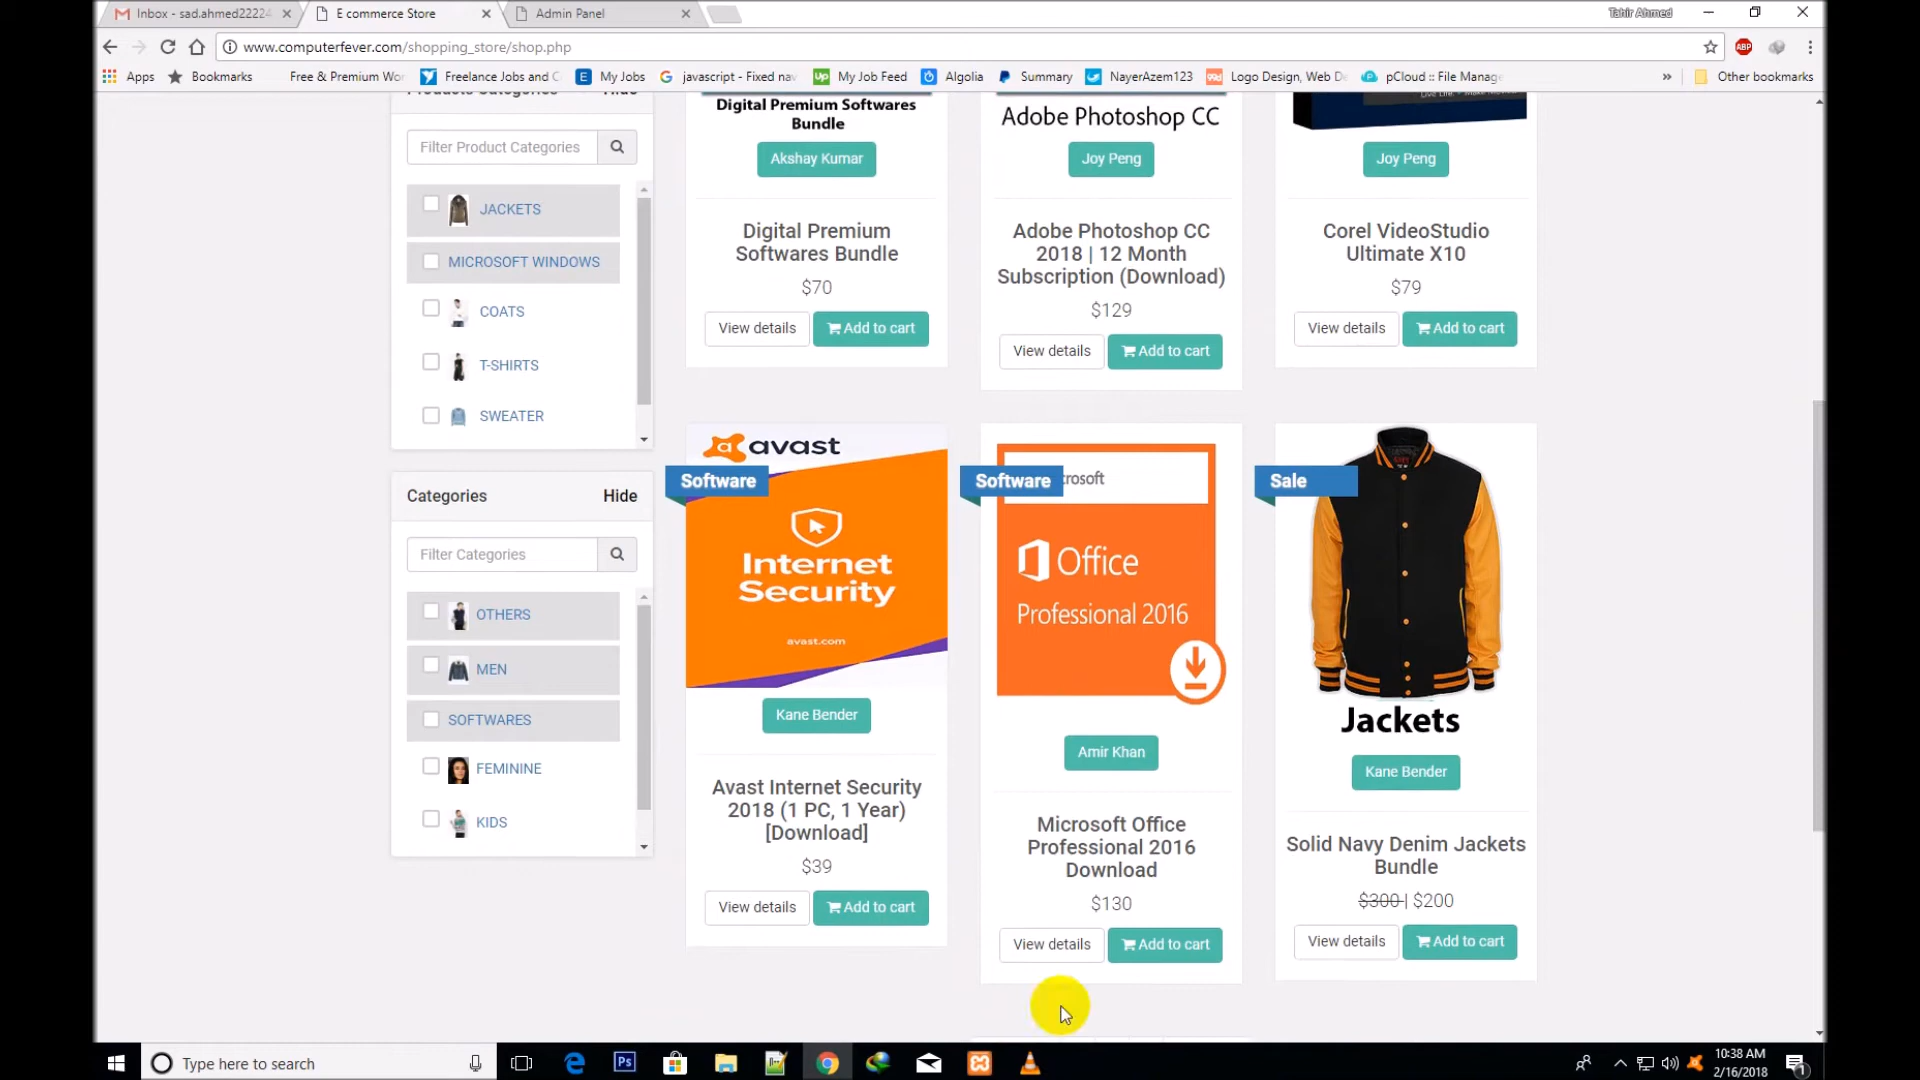 Inbox - sad.ahmed22224
E commerce Store
Admin Panel
Tahir Ahmed
www.computerfever.com/shopping_store/shop.php
Apps
Bookmarks
Free & Premium Wo
Freelance Jobs and C
My Jobs
javascript - Fixed nav
My Job Feed
Algolia
Summary
NayerAzem123
Logo Design, Web De
pCloud :: File Manage
Other bookmarks
Products Categories Hide
Filter Product Categories
JACKETS
MICROSOFT WINDOWS
COATS
T-SHIRTS
SWEATER
Categories Hide
Filter Categories
OTHERS
MEN
SOFTWARES
FEMININE
KIDS
Digital Premium Softwares
Bundle
Akshay Kumar
Digital Premium
Softwares Bundle
$70
View details Add to cart
Adobe Photoshop CC
Joy Peng
Adobe Photoshop CC
2018 | 12 Month
Subscription (Download)
$129
View details Add to cart
Joy Peng
Corel VideoStudio
Ultimate X10
$79
View details Add to cart
avast
Software
Internet
Security
avast.com
Kane Bender
Avast Internet Security
2018 (1 PC, 1 Year)
[Download]
$39
View details Add to cart
Software
crosoft
Office
Professional 2016
Amir Khan
Microsoft Office
Professional 2016
Download
$130
View details Add to cart
Sale
Jackets
Kane Bender
Solid Navy Denim Jackets
Bundle
$300 | $200
View details Add to cart
Type here to search
10:38 AM
2/16/2018